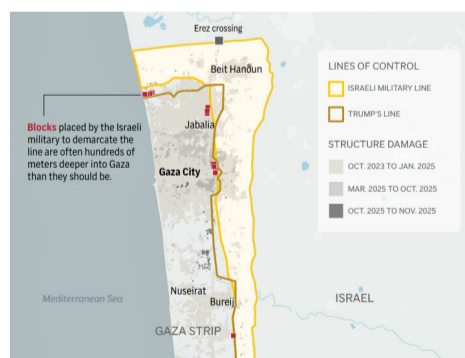 Erez crossing
Beit Hanoun
Blocks placed by the Israeli
military to demarcate the
line are often hundreds of
meters deeper into Gaza
than they should be.
Jabalia
Gaza City
Nuseirat
Bureij
Mediterranean Sea
GAZA STRIP
ISRAEL
LINES OF CONTROL
ISRAELI MILITARY LINE
TRUMP'S LINE
STRUCTURE DAMAGE
OCT. 2023 TO JAN. 2025
MAR. 2025 TO OCT. 2025
OCT. 2025 TO NOV. 2025